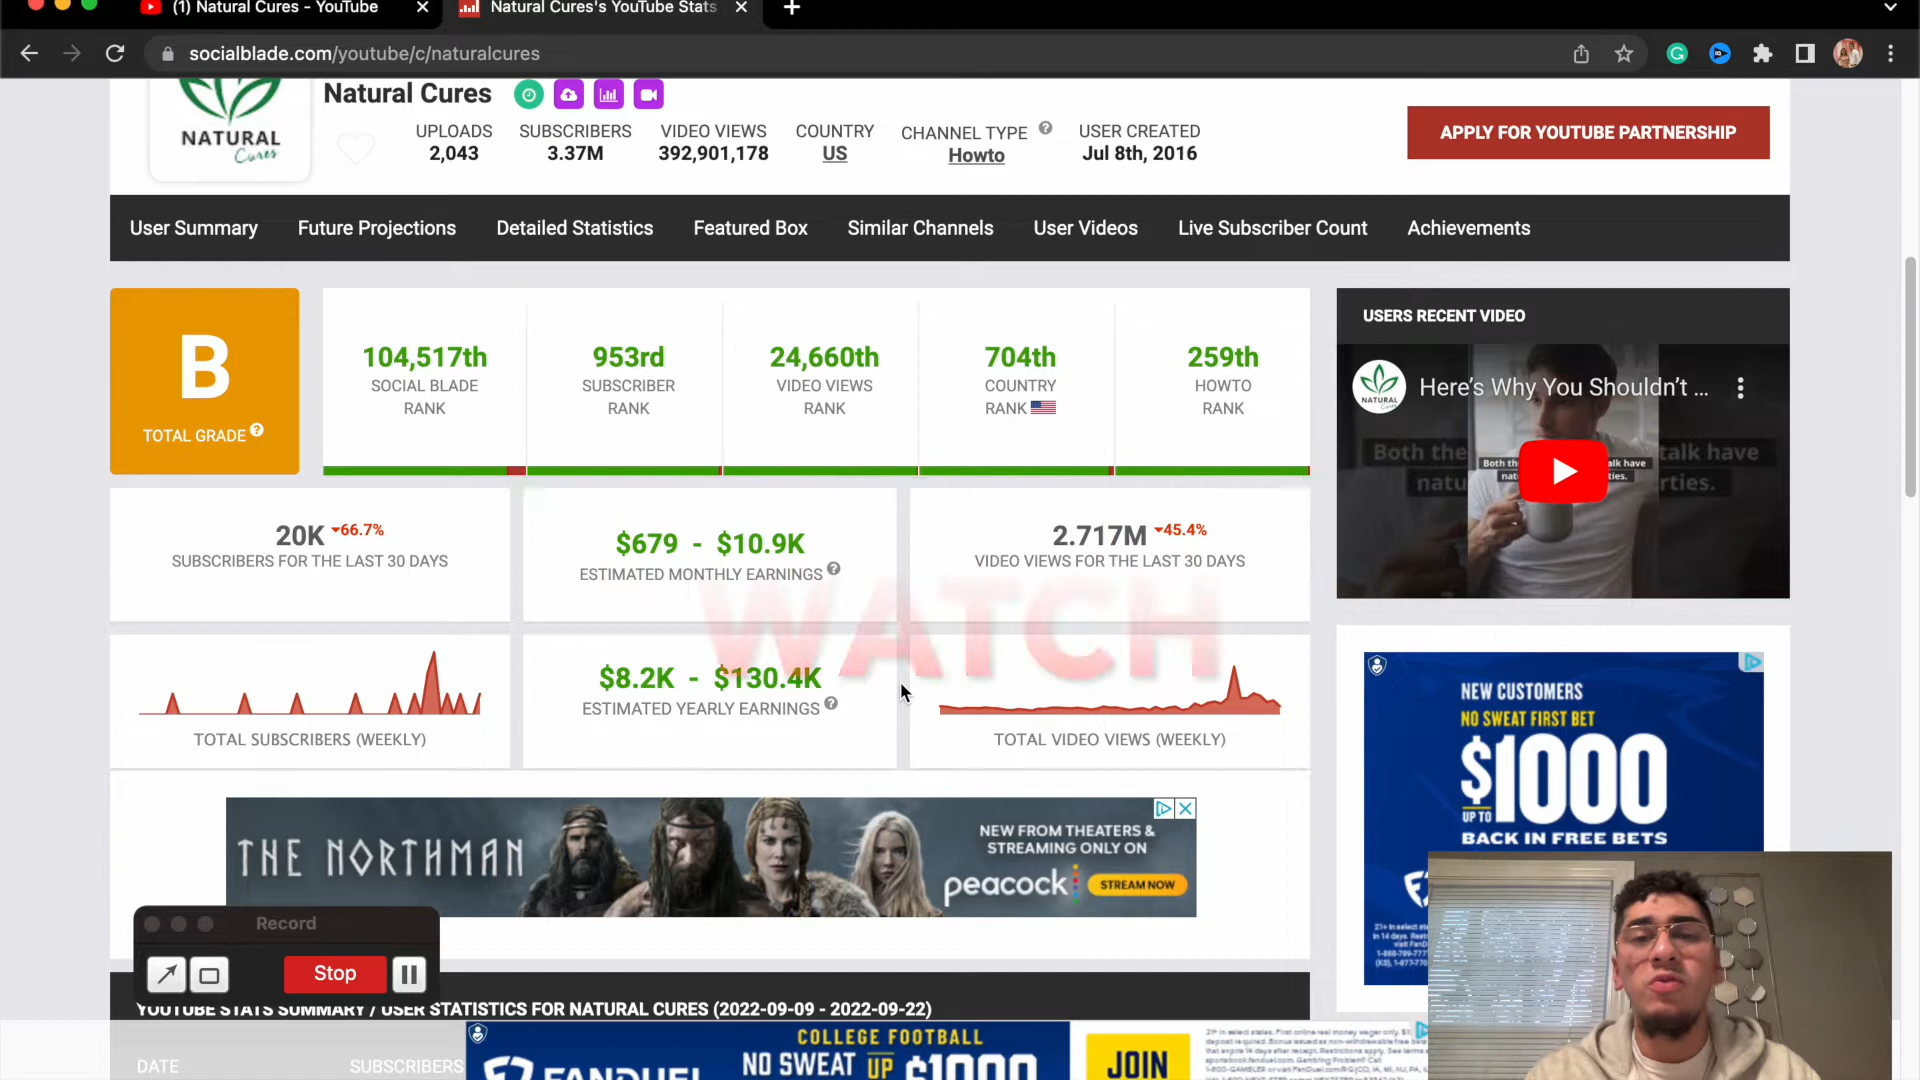 (1) Natural Cures - YouTube
Natural Cures's YouTube Stats
socialblade.com/youtube/c/naturalcures
NATURAL
Cures
Natural Cures
UPLOADS
2,043
SUBSCRIBERS
3.37M
VIDEO VIEWS
392,901,178
COUNTRY
US
CHANNEL TYPE
Howto
USER CREATED
Jul 8th, 2016
APPLY FOR YOUTUBE PARTNERSHIP
User Summary
Future Projections
Detailed Statistics
Featured Box
Similar Channels
User Videos
Live Subscriber Count
Achievements
B
TOTAL GRADE
104,517th
SOCIAL BLADE
RANK
953rd
SUBSCRIBER
RANK
24,660th
VIDEO VIEWS
RANK
704th
COUNTRY
RANK
259th
HOWTO
RANK
USERS RECENT VIDEO
NATURAL
Here's Why You Shouldn't ...
20K 66.7%
SUBSCRIBERS FOR THE LAST 30 DAYS
$679 - $10.9K
ESTIMATED MONTHLY EARNINGS
2.717M 45.4%
VIDEO VIEWS FOR THE LAST 30 DAYS
WATCH
TOTAL SUBSCRIBERS (WEEKLY)
$8.2K - $130.4K
ESTIMATED YEARLY EARNINGS
TOTAL VIDEO VIEWS (WEEKLY)
NEW CUSTOMERS
NO SWEAT FIRST BET
$1000
UP TO
BACK IN FREE BETS
THE NORTHMAN
NEW FROM THEATERS &
STREAMING ONLY ON
peacock
STREAM NOW
Record
Stop
YOUTUBE STATS SUMMARY / USER STATISTICS FOR NATURAL CURES (2022-09-09 - 2022-09-22)
DATE
SUBSCRIBERS
COLLEGE FOOTBALL
NO SWEAT UP $1000
FANDUEL
JOIN